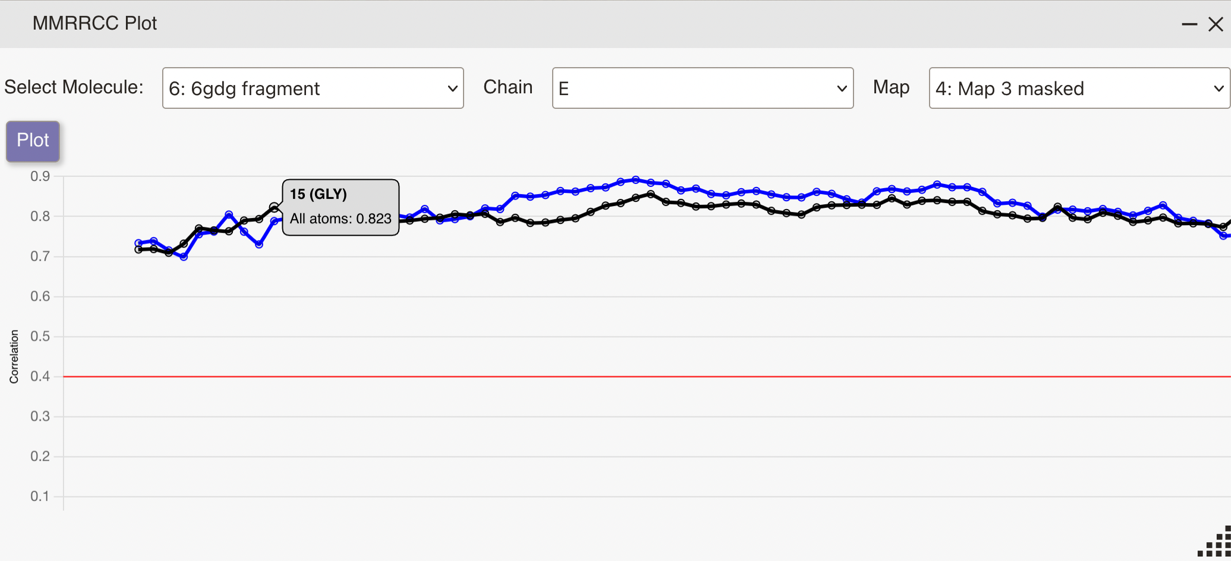 MMRRCC Plot
Select Molecule: 6: 6gdg fragment Chain E Map 4: Map 3 masked
Plot
0.9
15 (GLY)
0.8
All atoms: 0.823
0.7
0.6
0.5
0.4
0.3
0.2
0.1
Correlation